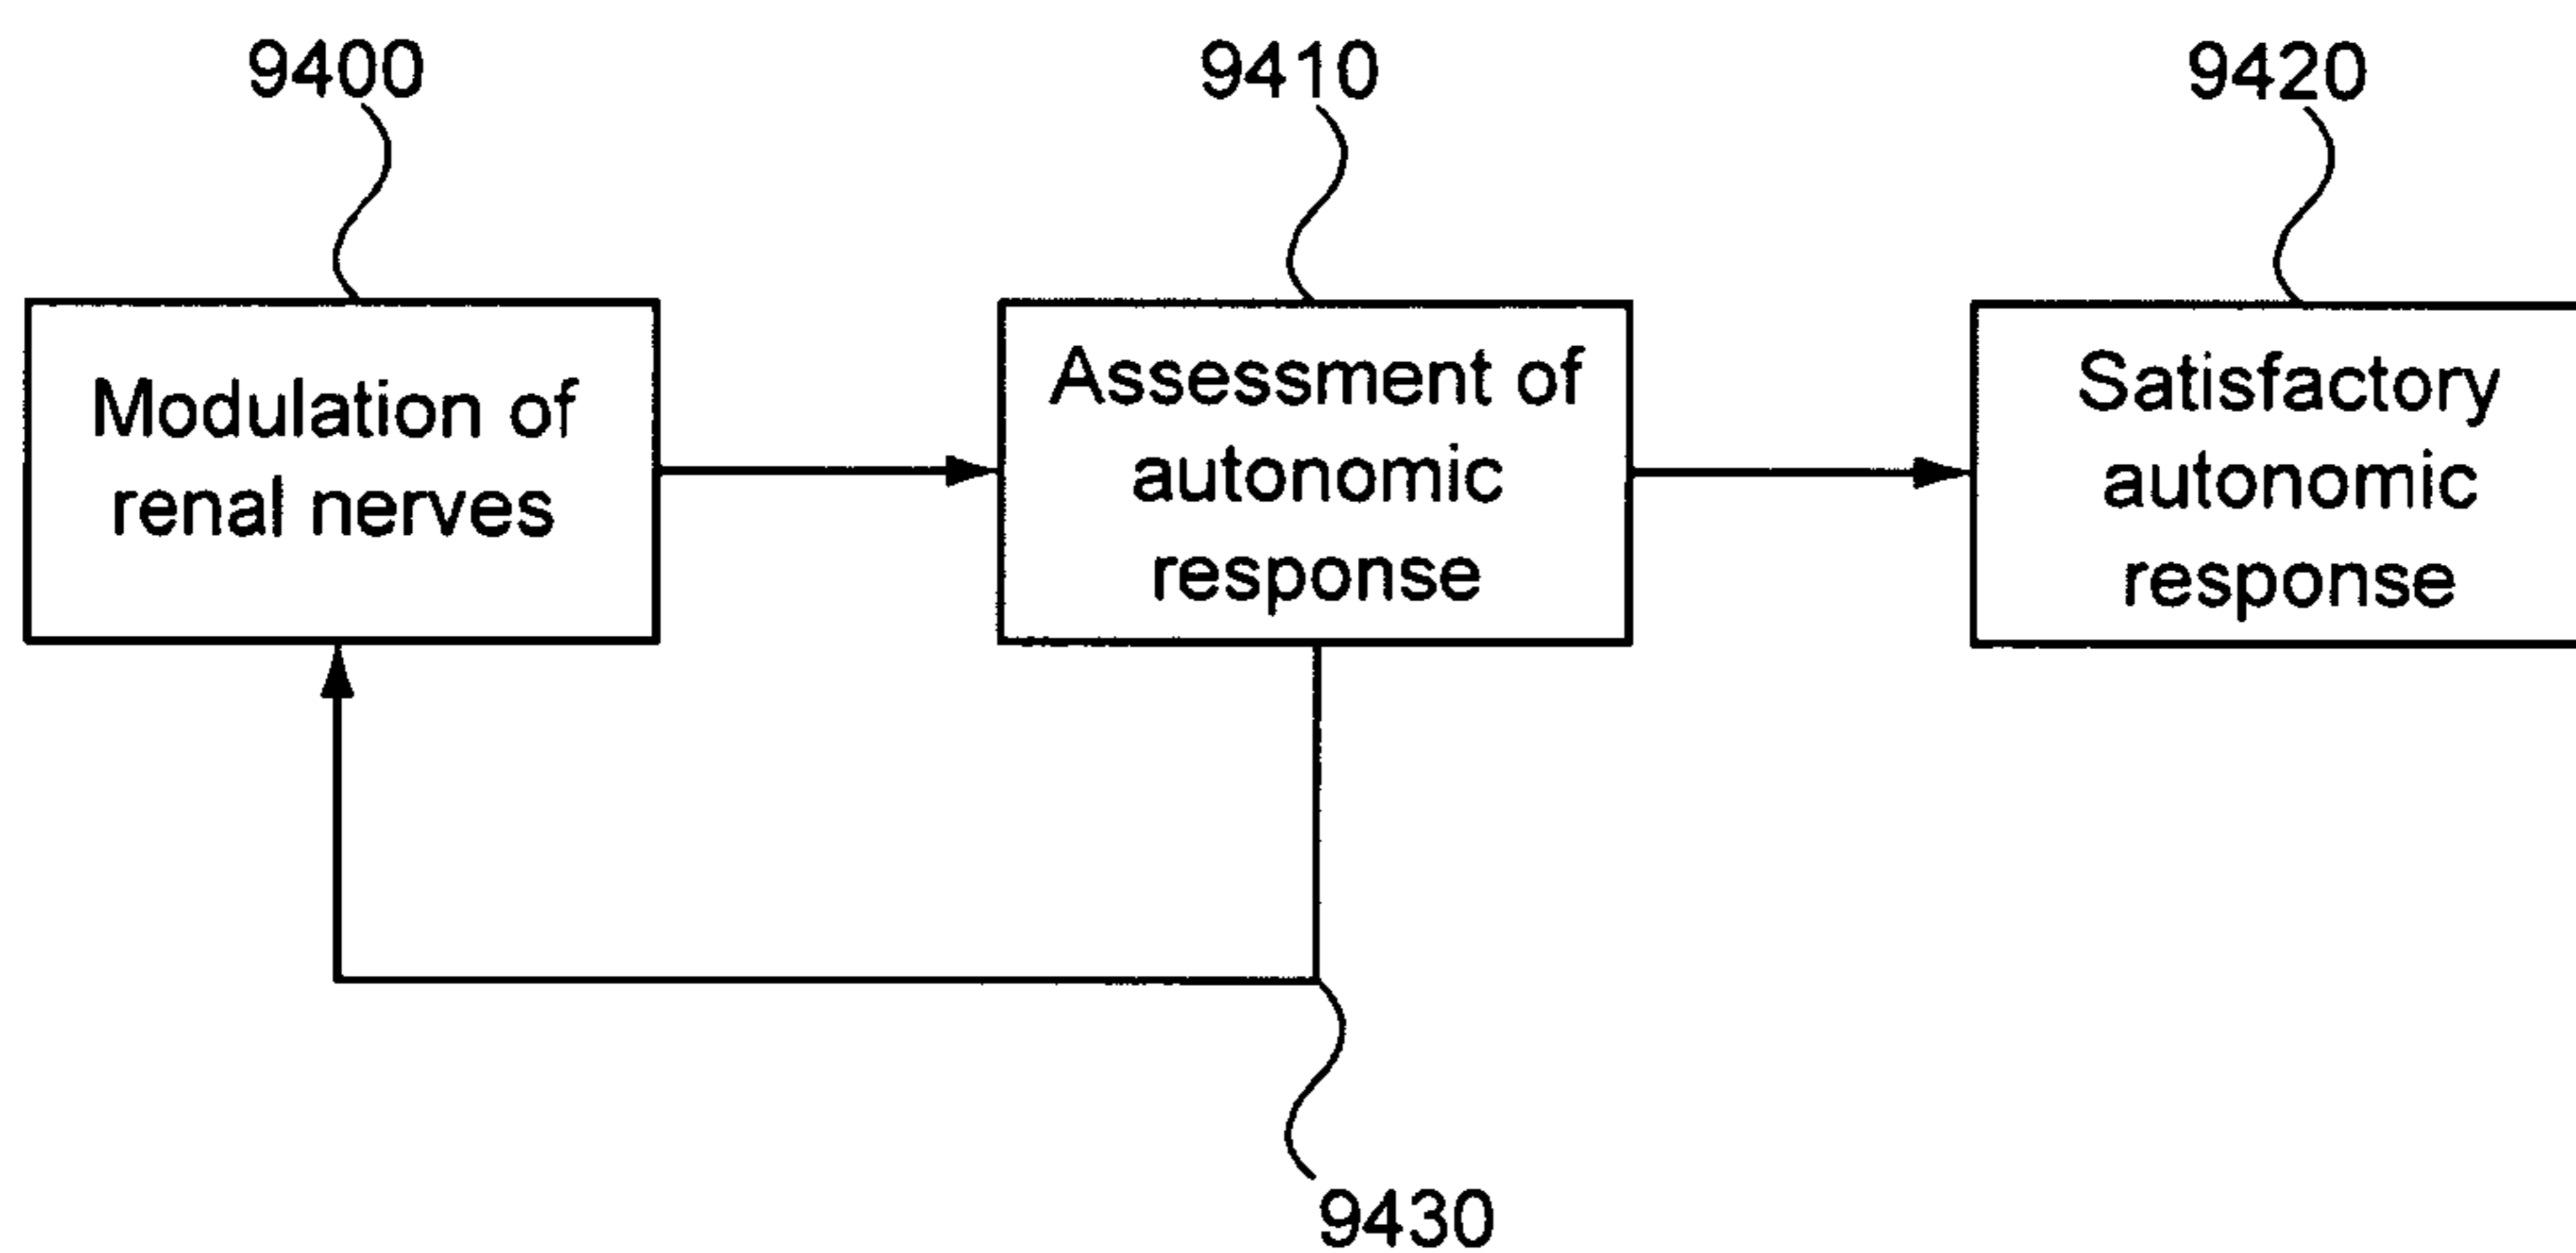 9400
9410
9420
Modulation of
renal nerves
Assessment of
autonomic
response
Satisfactory
autonomic
response
9430